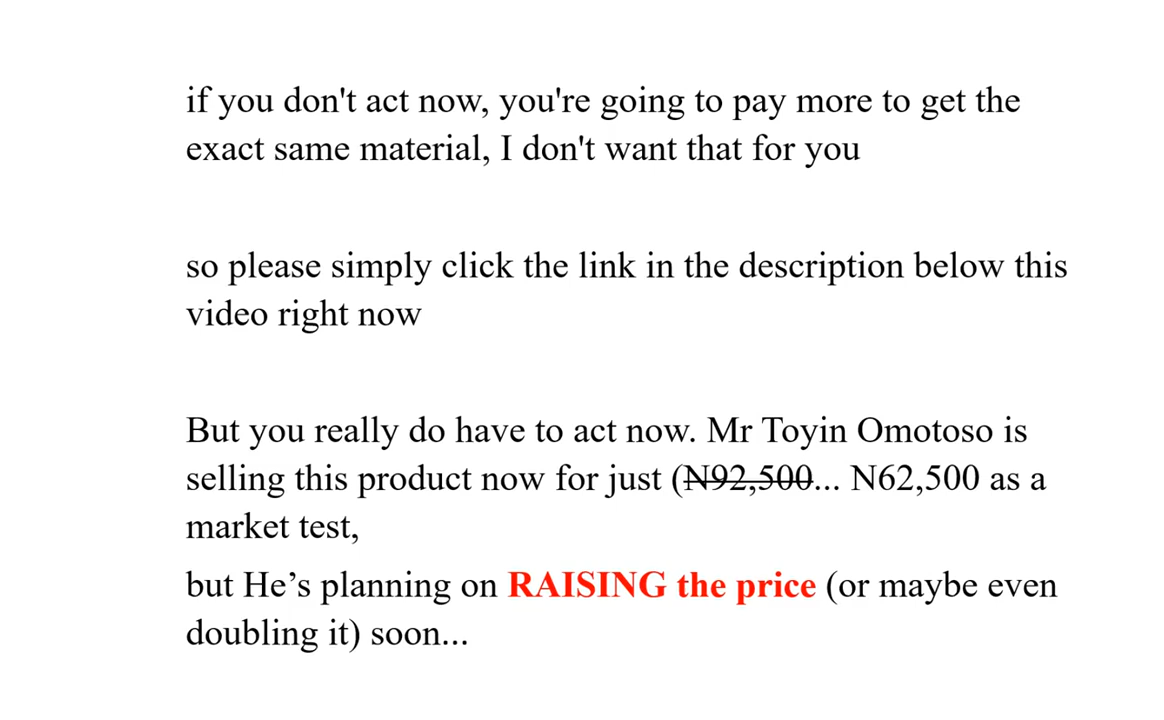 if you don't act now, you're going to pay more to get the
exact same material, I don't want that for you
so please simply click the link in the description below this
video right now
But you really do have to act now. Mr Toyin Omotoso is
selling this product now for just (N92,500... N62,500 as a
market test,
but He’s planning on RAISING the price (or maybe even
doubling it) soon...